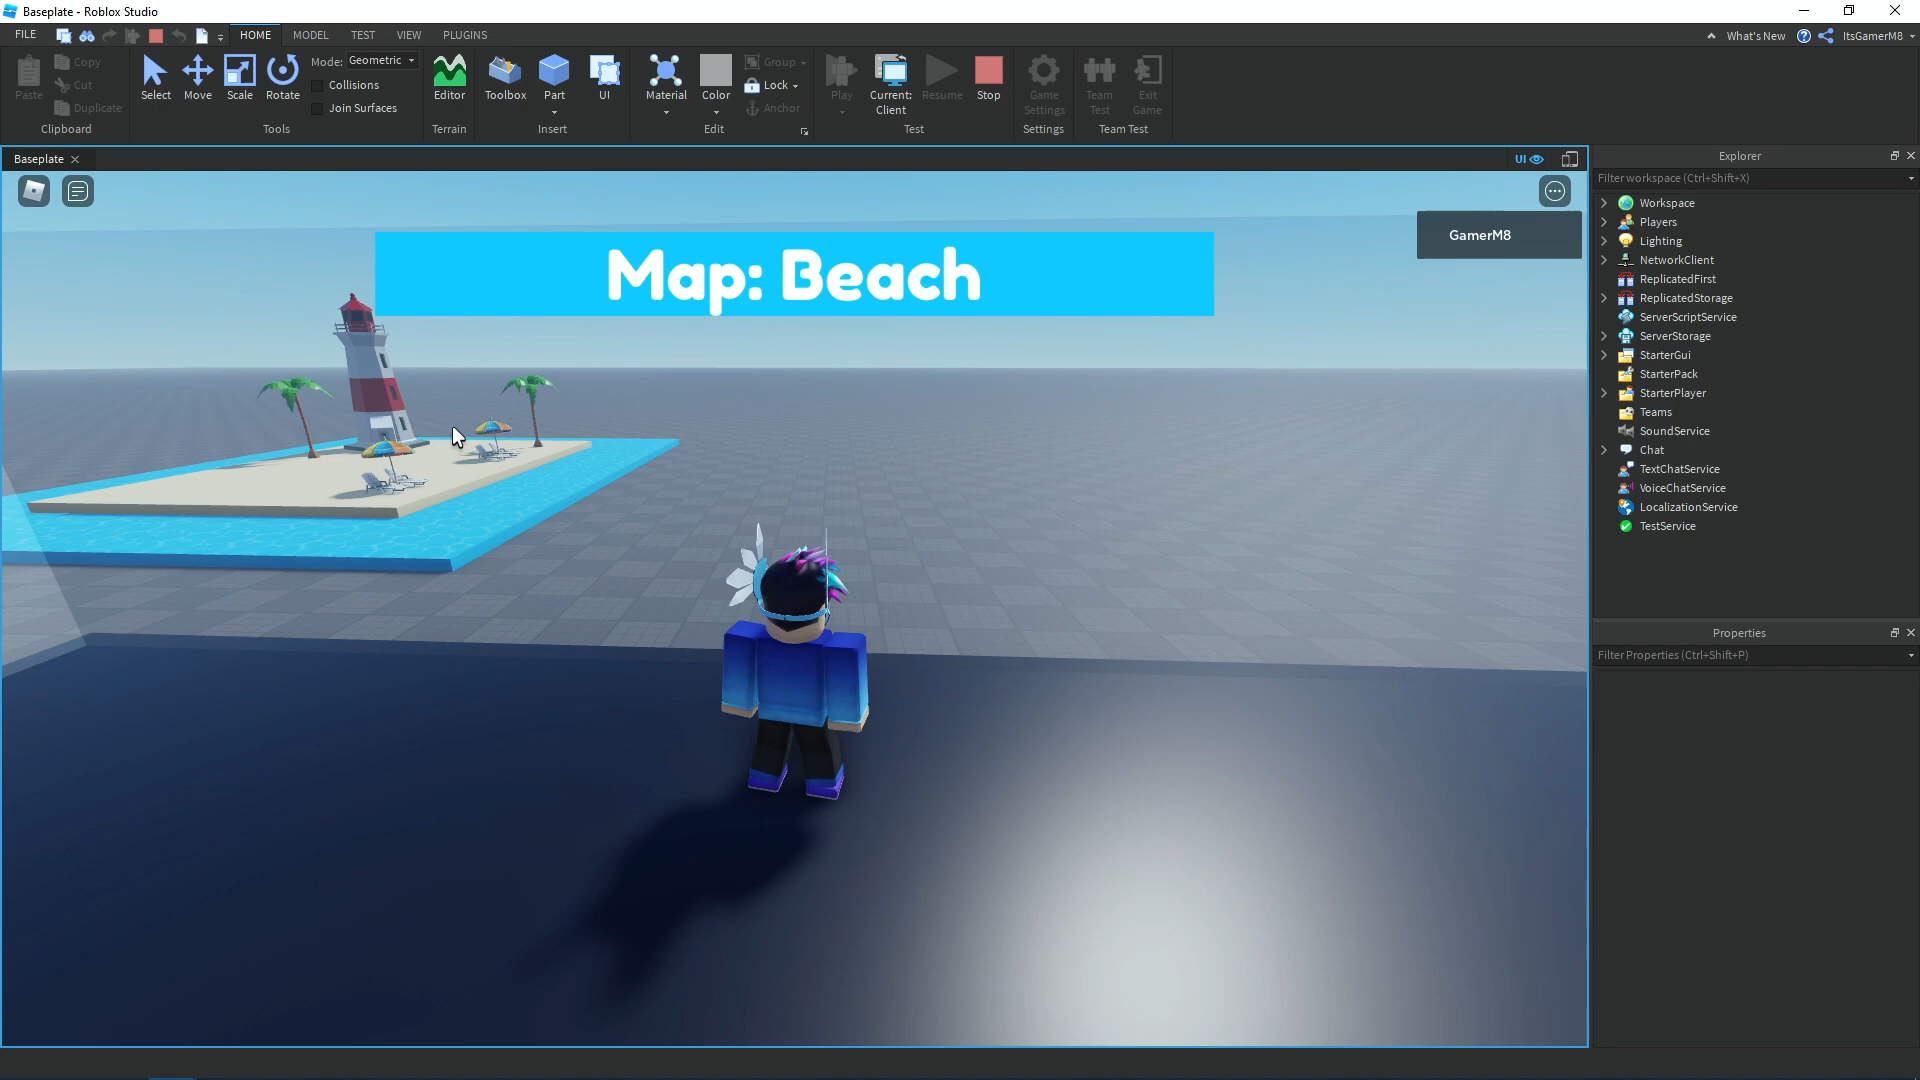 Baseplate - Roblox Studio
FILE HOME MODEL TEST VIEW PLUGINS What's New ItsGamerM8
Paste
Copy
Cut
Duplicate
Clipboard
Select
Move
Scale
Rotate
Mode: Geometric
Collisions
Join Surfaces
Tools
Editor
Terrain
Toolbox
Part
UI
Insert
Material
Color
Group
Lock
Anchor
Edit
Play
Current:
Client
Resume
Stop
Test
Game
Settings
Settings
Team
Test
Exit
Game
Team Test
Baseplate
UI
Map: Beach
GamerM8
Explorer
Filter workspace (Ctrl+Shift+X)
Workspace
Players
Lighting
NetworkClient
ReplicatedFirst
ReplicatedStorage
ServerScriptService
ServerStorage
StarterGui
StarterPack
StarterPlayer
Teams
SoundService
Chat
TextChatService
VoiceChatService
LocalizationService
TestService
Properties
Filter Properties (Ctrl+Shift+P)